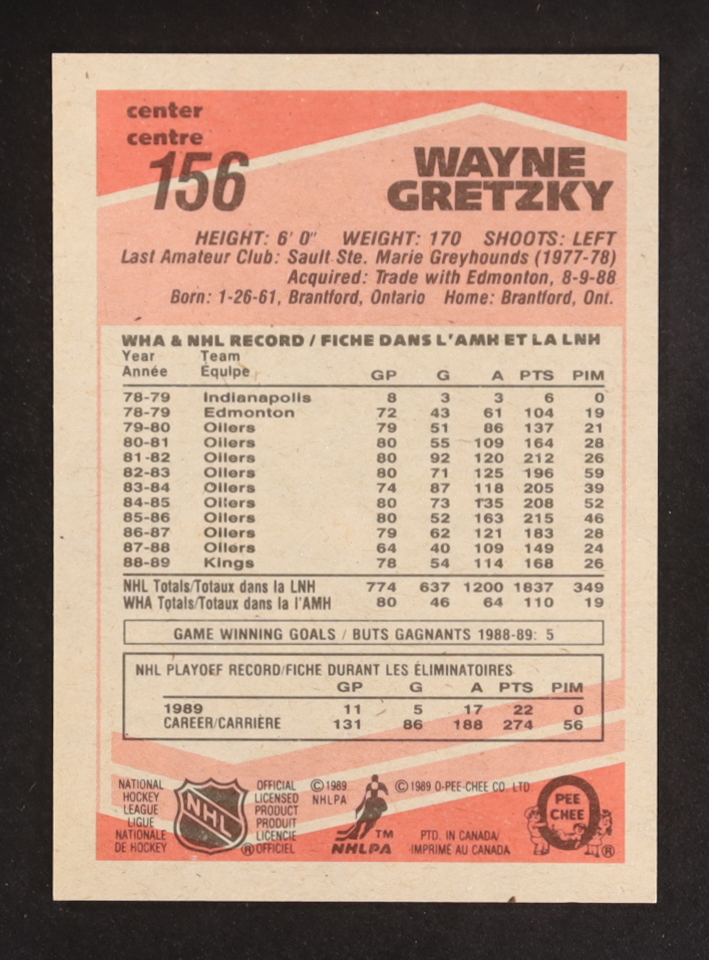 center
centre
156
WAYNE
GRETZKY
HEIGHT: 6' 0" WEIGHT: 170 SHOOTS: LEFT
Last Amateur Club: Sault Ste. Marie Greyhounds (1977-78)
Acquired: Trade with Edmonton, 8-9-88
Born: 1-26-61, Brantford, Ontario Home: Brantford, Ont.
WHA & NHL RECORD / FICHE DANS L'AMH ET LA LNH
Year Team
Année Équipe GP G A PTS PIM
78-79 Indianapolis 8 3 3 6 0
78-79 Edmonton 72 43 61 104 19
79-80 Oilers 79 51 86 137 21
80-81 Oilers 80 55 109 164 28
81-82 Oilers 80 92 120 212 26
82-83 Oilers 80 71 125 196 59
83-84 Oilers 74 87 118 205 39
84-85 Oilers 80 73 135 208 52
85-86 Oilers 80 52 163 215 46
86-87 Oilers 79 62 121 183 28
87-88 Oilers 64 40 109 149 24
88-89 Kings 78 54 114 168 26
NHL Totals/Totaux dans la LNH 774 637 1200 1837 349
WHA Totals/Totaux dans la l'AMH 80 46 64 110 19
GAME WINNING GOALS / BUTS GAGNANTS 1988-89: 5
NHL PLAYOFF RECORD/FICHE DURANT LES ÉLIMINATOIRES
GP G A PTS PIM
1989 11 5 17 22 0
CAREER/CARRIÈRE 131 86 188 274 56
NATIONAL
HOCKEY
LEAGUE
LIGUE
NATIONALE
DE HOCKEY
NHL
®
OFFICIAL
LICENSED
PRODUCT
PRODUIT
LICENCIE
OFFICIEL
©1989
NHLPA
TM
NHLPA
©1989 O-PEE-CHEE CO. LTD
PTD. IN CANADA/
IMPRIMÉ AU CANADA
O
PEE
CHEE
®